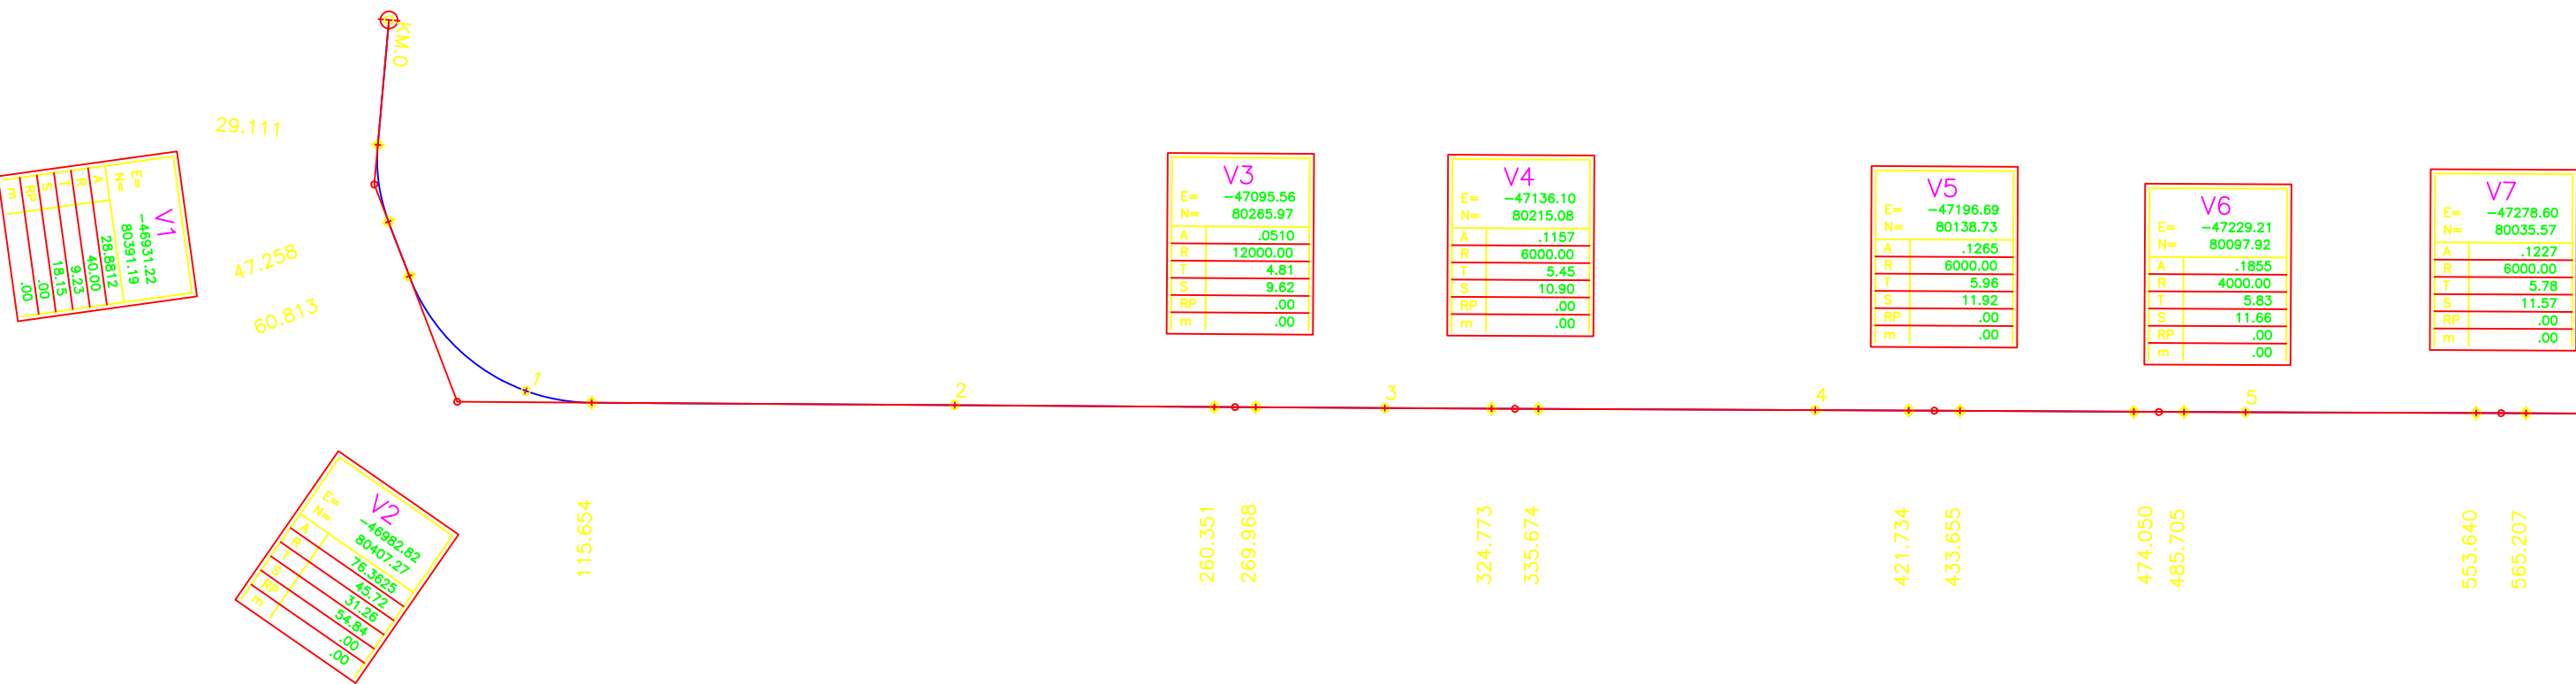 KM.0
29.111
47.258
60.813
V1
E= -46931.22
N= 80391.19
A 28.8812
R 40.00
T 9.23
S 18.15
RP .00
m .00
V2
E= -46982.82
N= 80407.27
A 76.3625
R 45.72
T 31.26
S 54.84
RP .00
m .00
1
115.654
2
V3
E= -47095.56
N= 80265.97
A .0510
R 12000.00
T 4.81
S 9.62
RP .00
m .00
260.351
269.968
3
V4
E= -47136.10
N= 80215.08
A .1157
R 6000.00
T 5.45
S 10.90
RP .00
m .00
324.773
335.674
4
V5
E= -47196.69
N= 80138.73
A .1265
R 6000.00
T 5.96
S 11.92
RP .00
m .00
421.734
433.655
V6
E= -47229.21
N= 80097.92
A .1855
R 4000.00
T 5.83
S 11.66
RP .00
m .00
474.050
485.705
5
V7
E= -47278.60
N= 80035.57
A .1227
R 6000.00
T 5.78
S 11.57
RP .00
m .00
553.640
565.207